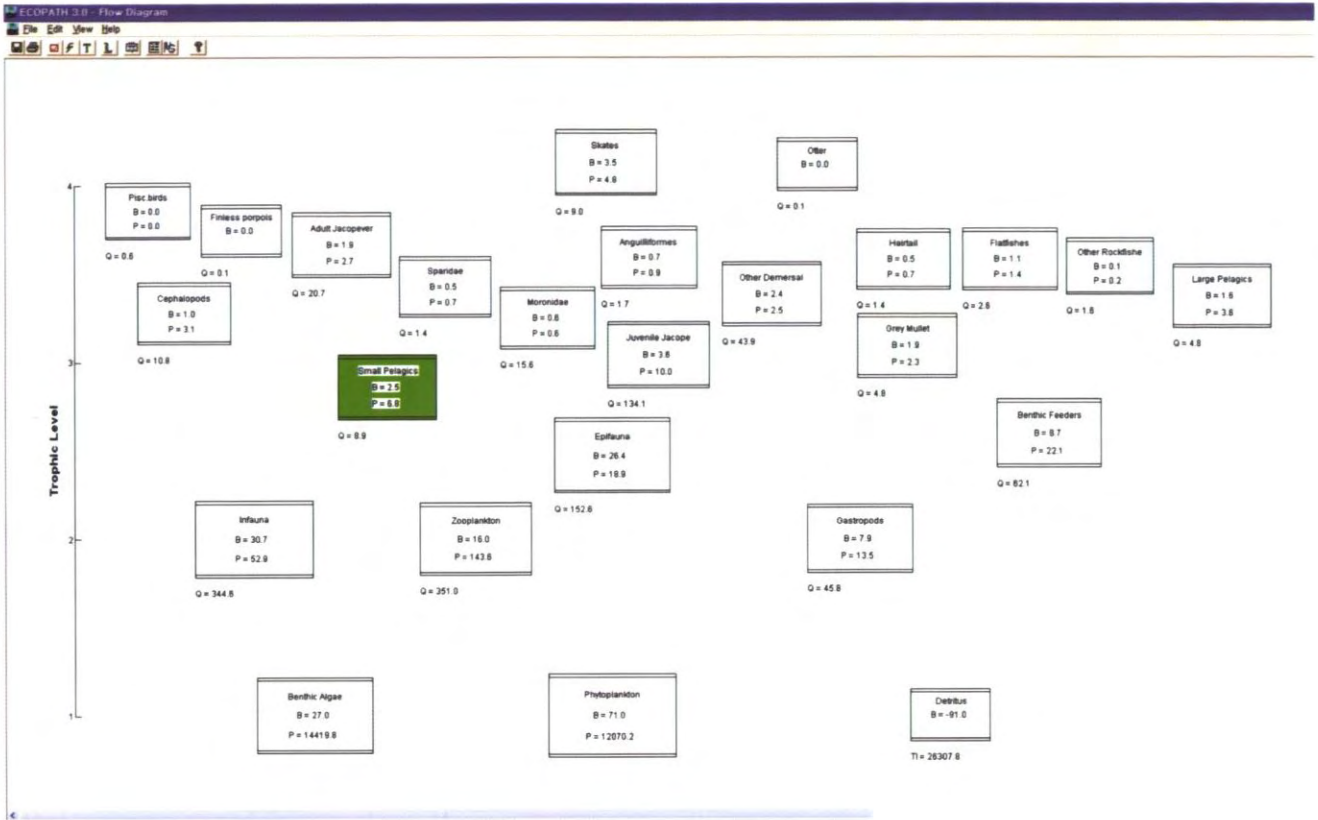 ECOPATH 3.0 - Flow Diagram
File Edit View Help
Trophic Level
4
3
2
1
Skates
B = 3.5
P = 4.8
Q = 9.0
Otter
B = 0.0
Q = 0.1
Pisc.birds
B = 0.0
P = 0.0
Q = 0.6
Finless porpois
B = 0.0
Q = 0.1
Adult Jacopever
B = 1.9
P = 2.7
Q = 20.7
Sparidae
B = 0.5
P = 0.7
Q = 1.4
Moronidae
B = 0.6
P = 0.6
Q = 15.6
Anguilliformes
B = 0.7
P = 0.9
Q = 1.7
Other Demersal
B = 2.4
P = 2.5
Q = 43.9
Hairtail
B = 0.5
P = 0.7
Q = 1.4
Flatfishes
B = 1.1
P = 1.4
Q = 2.6
Other Rockfishe
B = 0.1
P = 0.2
Q = 1.6
Large Pelagics
B = 1.6
P = 3.8
Q = 4.8
Cephalopods
B = 1.0
P = 3.1
Q = 10.8
Juvenile Jacope
B = 3.6
P = 10.0
Q = 134.1
Grey Mullet
B = 1.9
P = 2.3
Q = 4.8
Small Pelagics
B = 2.5
P = 6.8
Q = 8.9
Epifauna
B = 26.4
P = 18.9
Q = 152.6
Benthic Feeders
B = 8.7
P = 22.1
Q = 62.1
Infauna
B = 30.7
P = 52.9
Q = 344.6
Zooplankton
B = 16.0
P = 143.6
Q = 351.0
Gastropods
B = 7.9
P = 13.5
Q = 45.8
Benthic Algae
B = 27.0
P = 14419.8
Phytoplankton
B = 71.0
P = 12070.2
Detritus
B = -91.0
TI = 26307.8